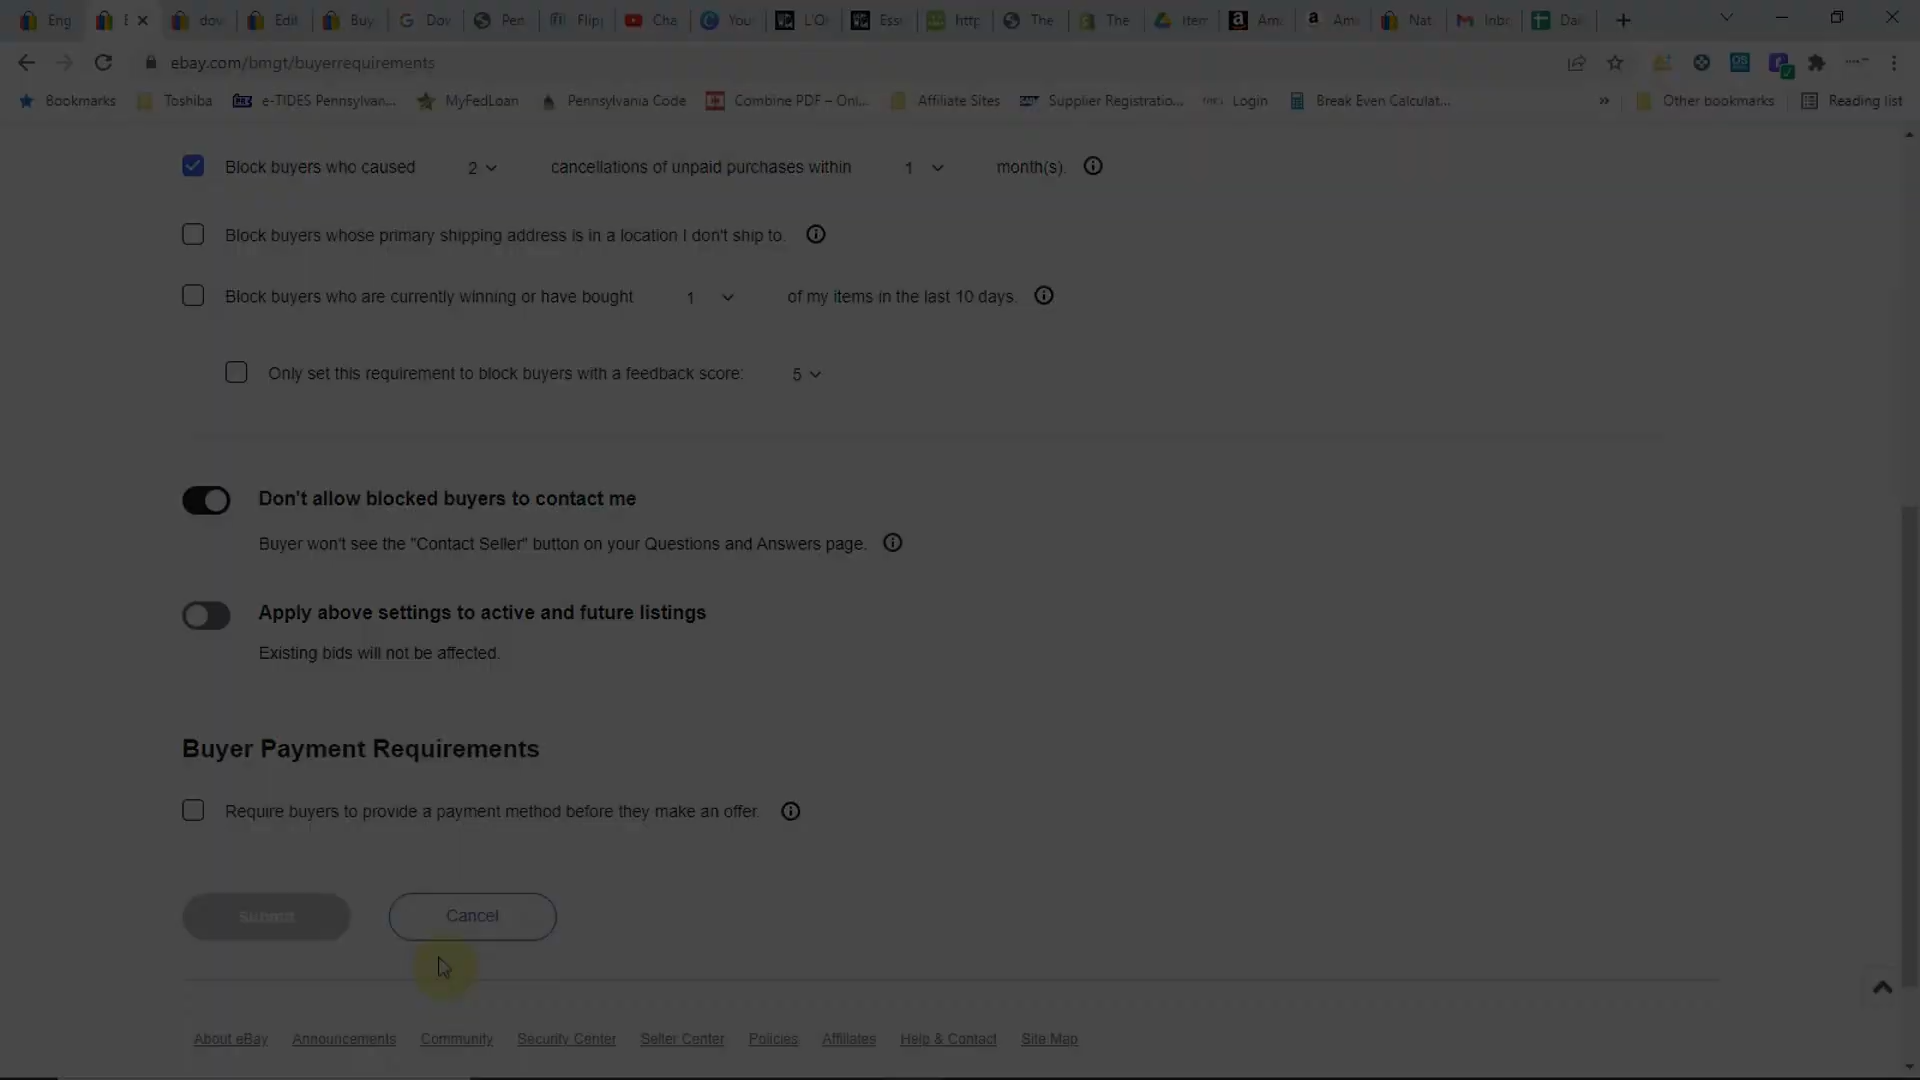 Eng
dov
Edit
Buy
Dov
Pen
Flip
Cha
You
L'O
Ess
http
The
The
Item
Ama
Am
Nat
Inb
Dai
ebay.com/bmgt/buyerrequirements
Bookmarks
Toshiba
e-TIDES Pennsylvan...
MyFedLoan
Pennsylvania Code
Combine PDF – Onl...
Affiliate Sites
Supplier Registratio...
Login
Break Even Calculat...
»
Other bookmarks
Reading list
Block buyers who caused 2 cancellations of unpaid purchases within 1 month(s).
Block buyers whose primary shipping address is in a location I don't ship to.
Block buyers who are currently winning or have bought 1 of my items in the last 10 days.
Only set this requirement to block buyers with a feedback score: 5
Don't allow blocked buyers to contact me
Buyer won't see the "Contact Seller" button on your Questions and Answers page.
Apply above settings to active and future listings
Existing bids will not be affected.
Buyer Payment Requirements
Require buyers to provide a payment method before they make an offer.
Submit
Cancel
About eBay
Announcements
Community
Security Center
Seller Center
Policies
Affiliates
Help & Contact
Site Map